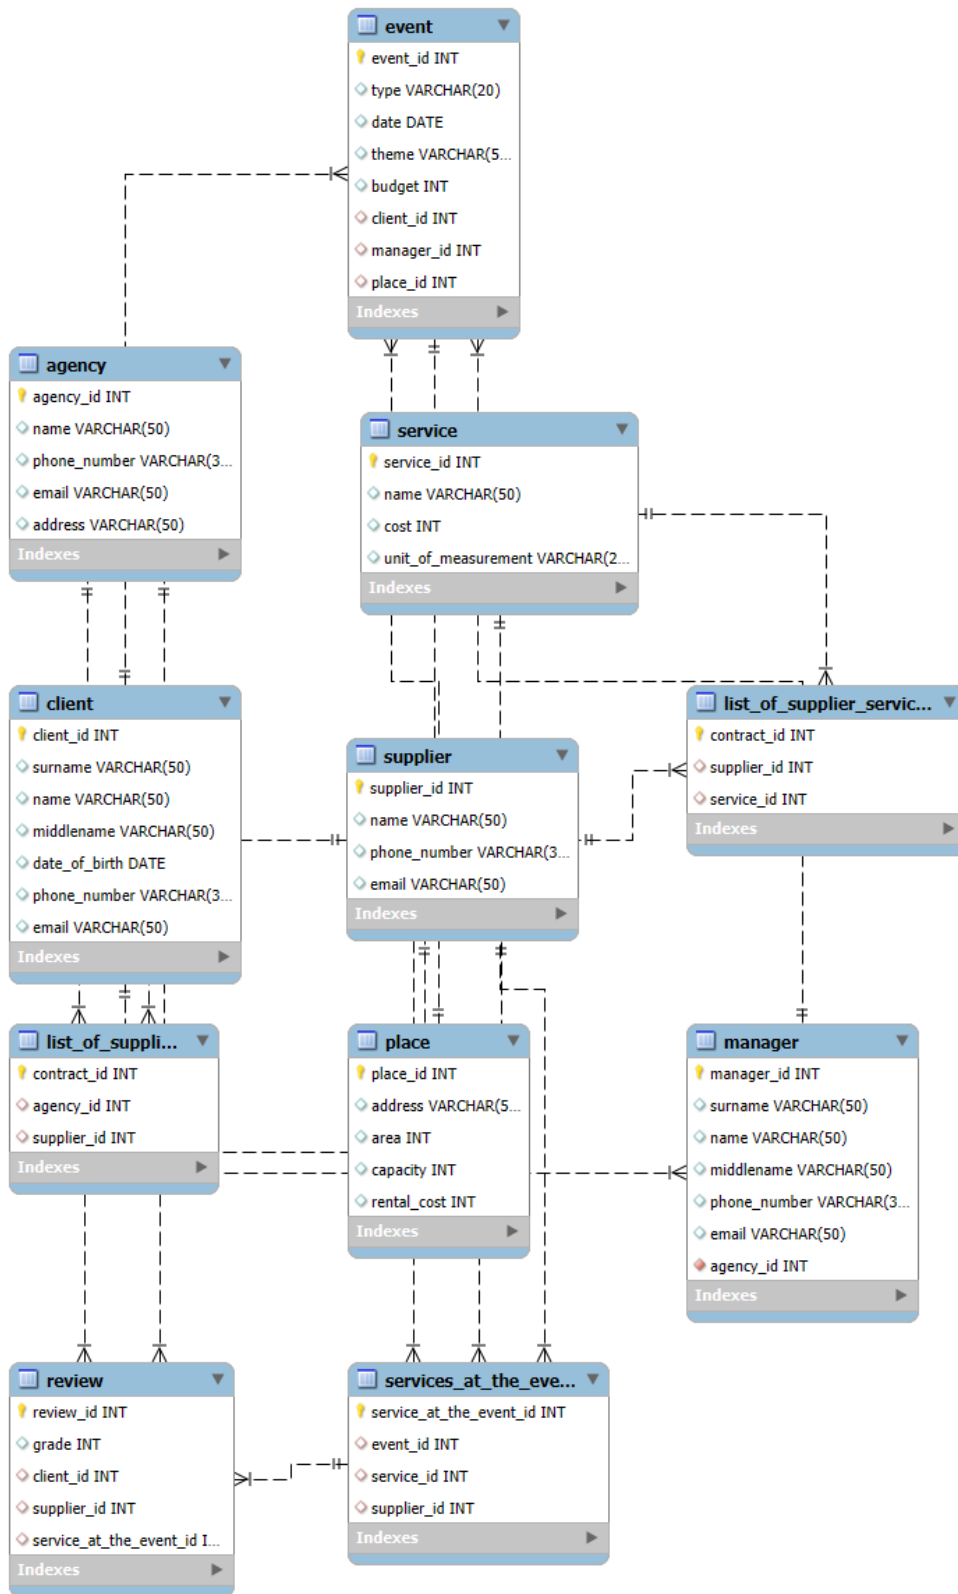 event
event_id INT
type VARCHAR(20)
date DATE
theme VARCHAR(5...
budget INT
client_id INT
manager_id INT
place_id INT
Indexes
agency
agency_id INT
name VARCHAR(50)
phone_number VARCHAR(3...
email VARCHAR(50)
address VARCHAR(50)
Indexes
service
service_id INT
name VARCHAR(50)
cost INT
unit_of_measurement VARCHAR(2...
Indexes
client
client_id INT
surname VARCHAR(50)
name VARCHAR(50)
middlename VARCHAR(50)
date_of_birth DATE
phone_number VARCHAR(3...
email VARCHAR(50)
Indexes
supplier
supplier_id INT
name VARCHAR(50)
phone_number VARCHAR(3...
email VARCHAR(50)
Indexes
list_of_supplier_servic...
contract_id INT
supplier_id INT
service_id INT
Indexes
list_of_suppli...
contract_id INT
agency_id INT
supplier_id INT
Indexes
place
place_id INT
address VARCHAR(5...
area INT
capacity INT
rental_cost INT
Indexes
manager
manager_id INT
surname VARCHAR(50)
name VARCHAR(50)
middlename VARCHAR(50)
phone_number VARCHAR(3...
email VARCHAR(50)
agency_id INT
Indexes
review
review_id INT
grade INT
client_id INT
supplier_id INT
service_at_the_event_id I...
Indexes
services_at_the_eve...
service_at_the_event_id INT
event_id INT
service_id INT
supplier_id INT
Indexes